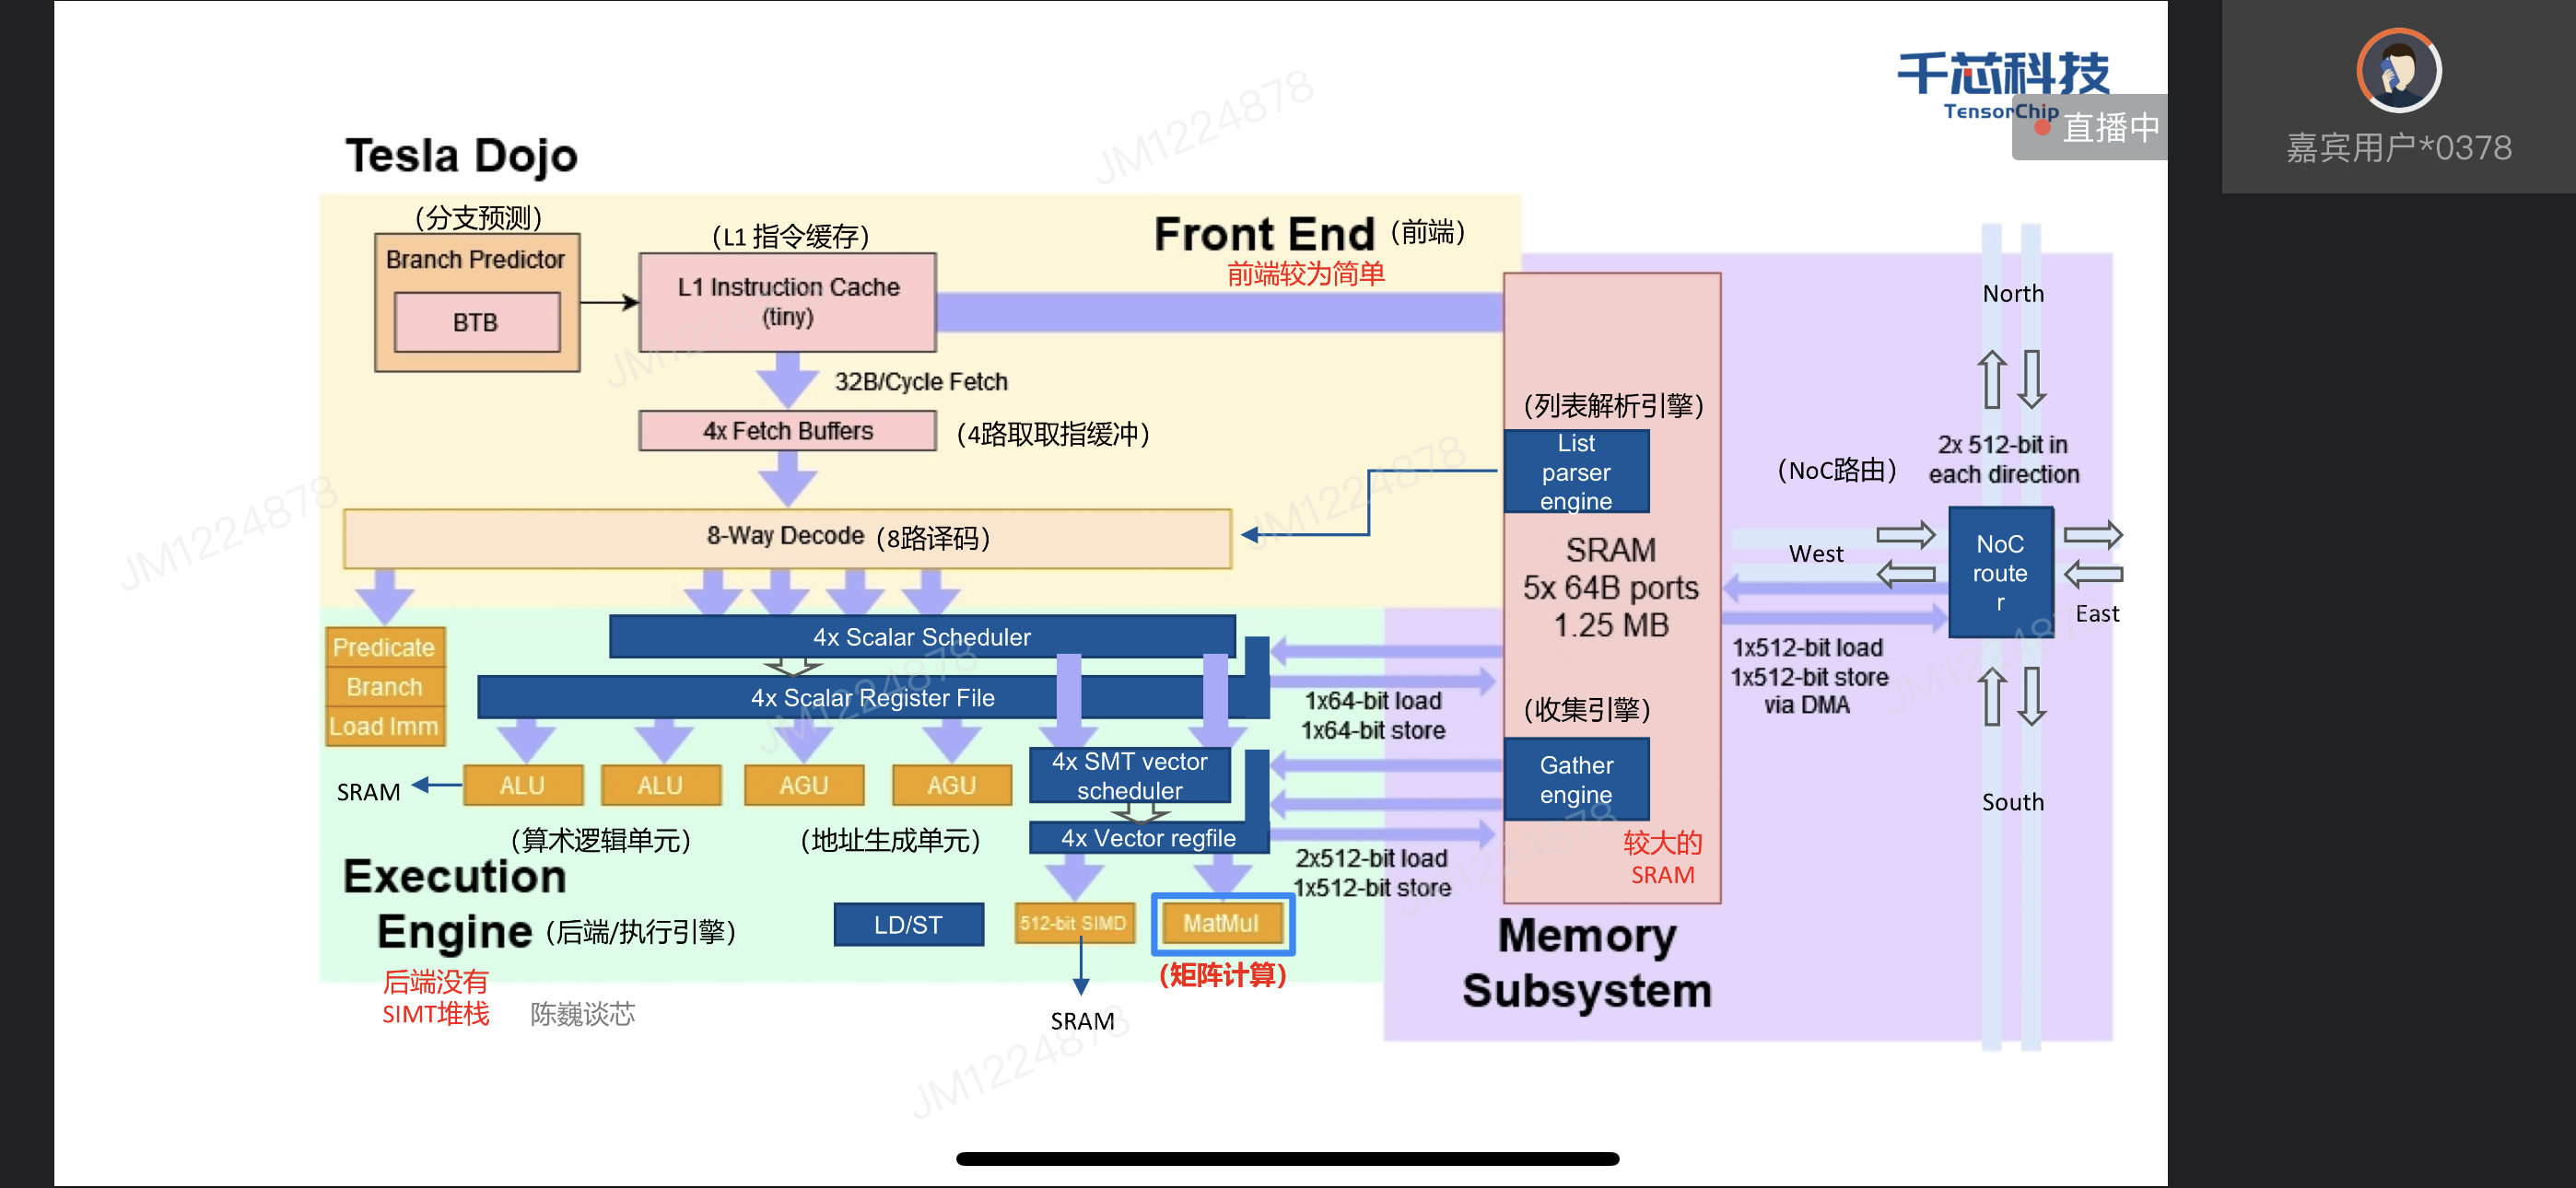 千芯科技
TensorChip
直播中
嘉宾用户*0378
Tesla Dojo
(分支预测)
Branch Predictor
BTB
(L1 指令缓存)
L1 Instruction Cache
(tiny)
Front End (前端)
前端较为简单
32B/Cycle Fetch
4x Fetch Buffers
(4路取取指缓冲)
8-Way Decode (8路译码)
(列表解析引擎)
List
parser
engine
SRAM
5x 64B ports
1.25 MB
(收集引擎)
Gather
engine
较大的
SRAM
North
2x 512-bit in
each direction
(NoC路由)
West
NoC
route
r
East
South
1x512-bit load
1x512-bit store
via DMA
Predicate
Branch
Load Imm
4x Scalar Scheduler
4x Scalar Register File
1x64-bit load
1x64-bit store
SRAM
ALU
ALU
AGU
AGU
(算术逻辑单元)
(地址生成单元)
4x SMT vector
scheduler
4x Vector regfile
2x512-bit load
1x512-bit store
Execution
Engine (后端/执行引擎)
LD/ST
512-bit SIMD
MatMul
(矩阵计算)
SRAM
后端没有
SIMT堆栈
陈巍谈芯
Memory
Subsystem
JM1224878
JM1224878
JM1224878
JM1224878
JM1224878
JM1224878